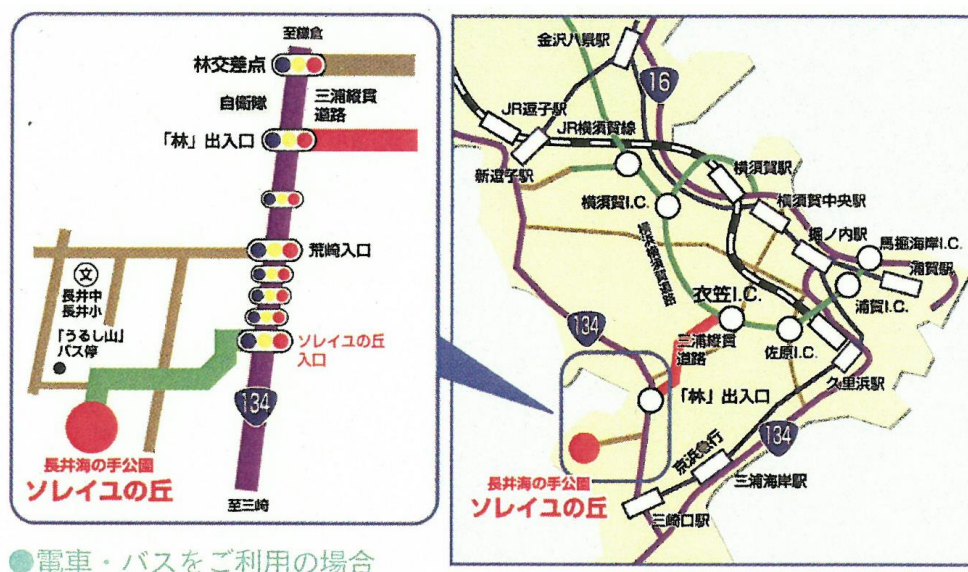 至鎌倉
林交差点
自衛隊
三浦縦貫
道路
「林」出入口
荒崎入口
文
長井中
長井小
「うるし山」
バス停
ソレイユの丘
入口
134
長井海の手公園
ソレイユの丘
至三崎
●電車・バスをご利用の場合
金沢八景駅
16
JR逗子駅
JR横須賀線
新逗子駅
横須賀駅
横須賀I.C.
横須賀中央駅
堀ノ内駅
馬堀海岸I.C.
浦賀駅
横浜横須賀道路
衣笠I.C.
浦賀I.C.
134
三浦縦貫
道路
佐原I.C.
久里浜駅
「林」出入口
京浜急行
134
三浦海岸駅
長井海の手公園
ソレイユの丘
三崎口駅